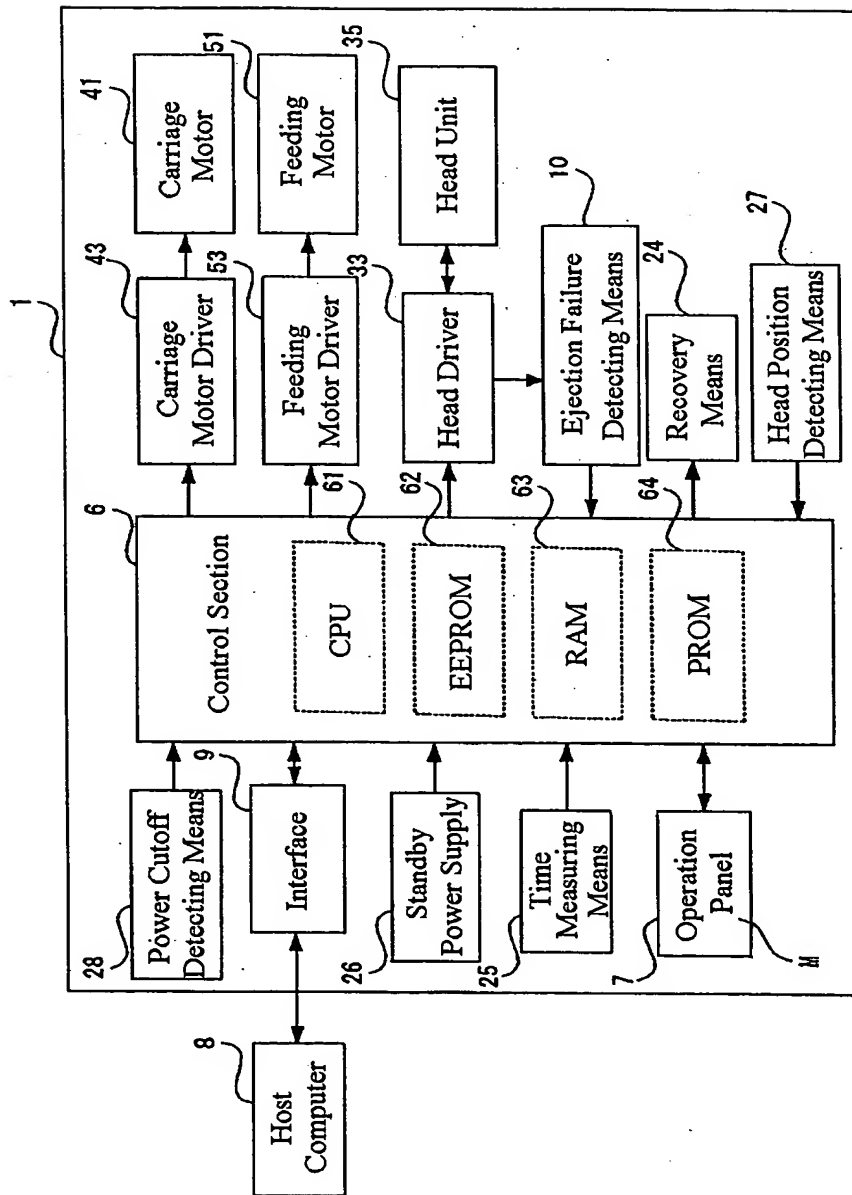 1
8
Host
Computer
28
Power Cutoff
Detecting Means
9
Interface
26
Standby
Power Supply
25
Time
Measuring
Means
7
Operation
Panel
M
6
Control Section
61
CPU
62
EEPROM
63
RAM
64
PROM
43
Carriage
Motor Driver
41
Carriage
Motor
53
Feeding
Motor Driver
51
Feeding
Motor
33
Head Driver
35
Head Unit
10
Ejection Failure
Detecting Means
24
Recovery
Means
27
Head Position
Detecting Means